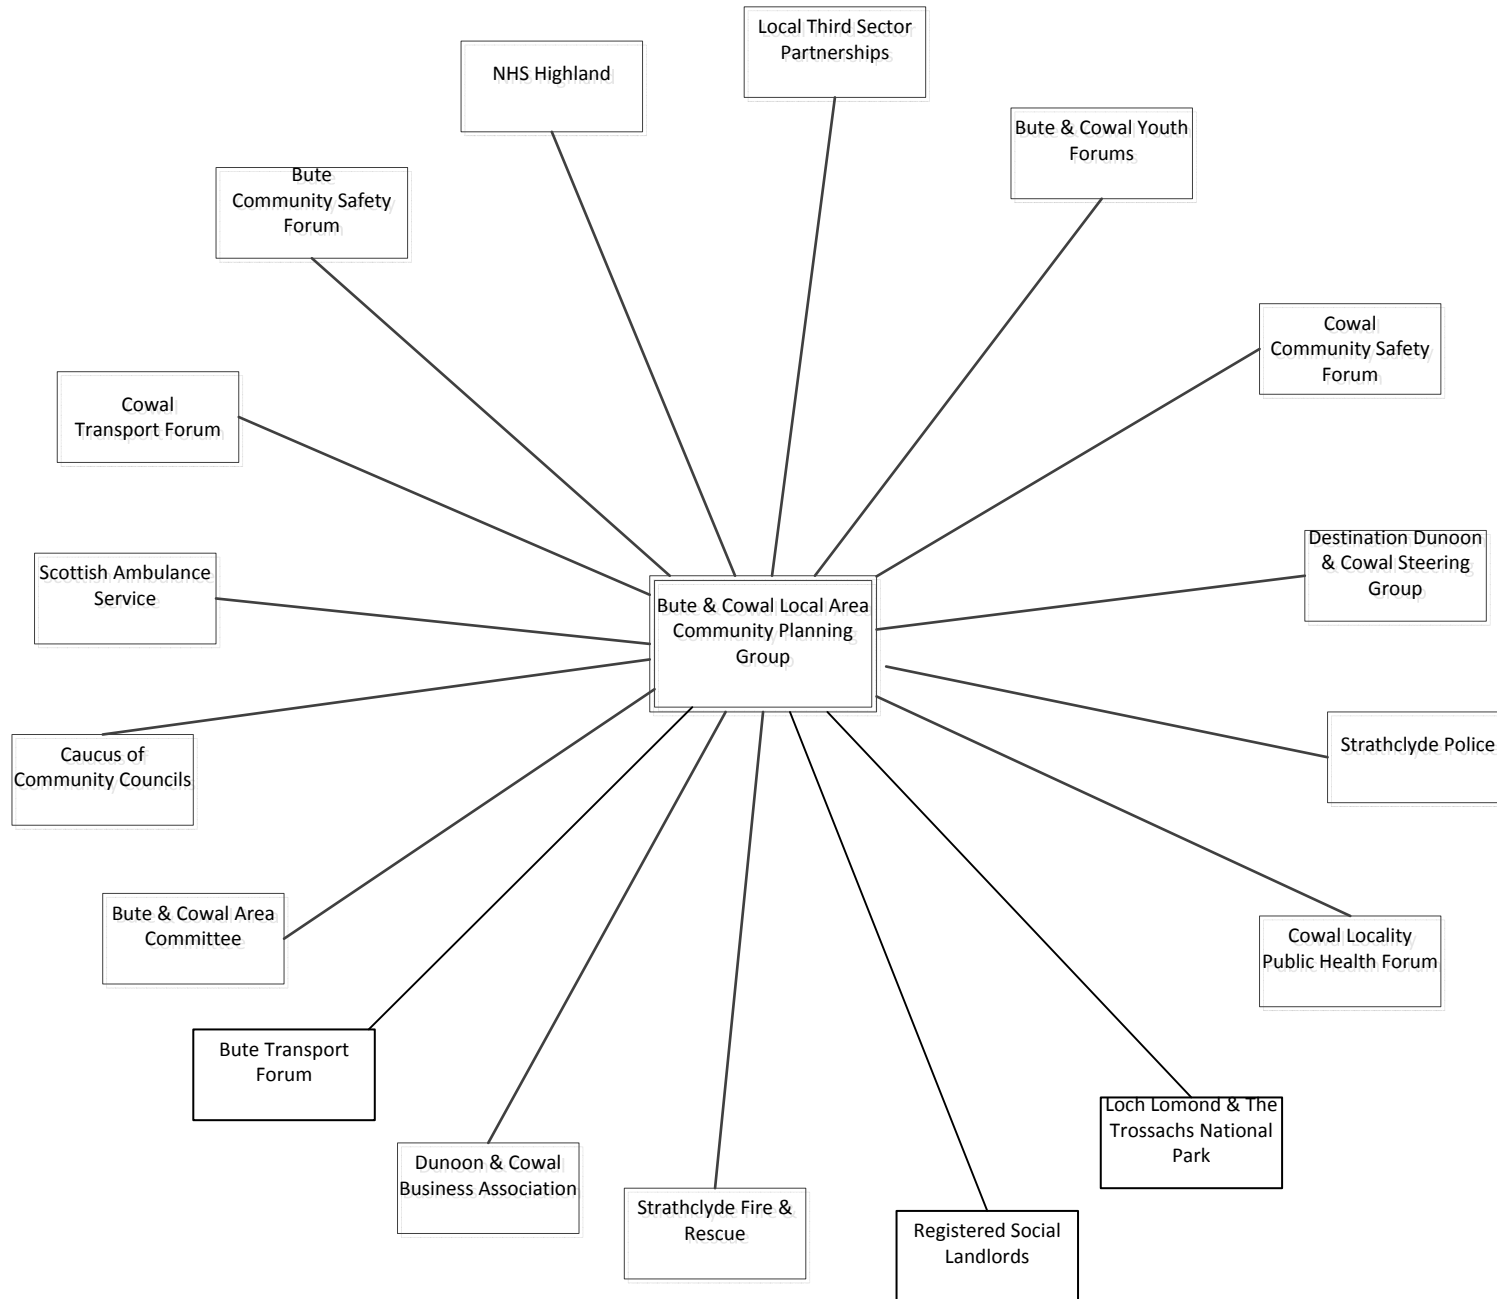 Local Third Sector
Partnerships
NHS Highland
Bute & Cowal Youth
Forums
Bute
Community Safety
Forum
Cowal
Community Safety
Forum
Cowal
Transport Forum
Destination Dunoon
& Cowal Steering
Group
Scottish Ambulance
Service
Bute & Cowal Local Area
Community Planning
Group
Strathclyde Police
Caucus of
Community Councils
Bute & Cowal Area
Committee
Cowal Locality
Public Health Forum
Bute Transport
Forum
Loch Lomond & The
Trossachs National
Park
Dunoon & Cowal
Business Association
Strathclyde Fire &
Rescue
Registered Social
Landlords